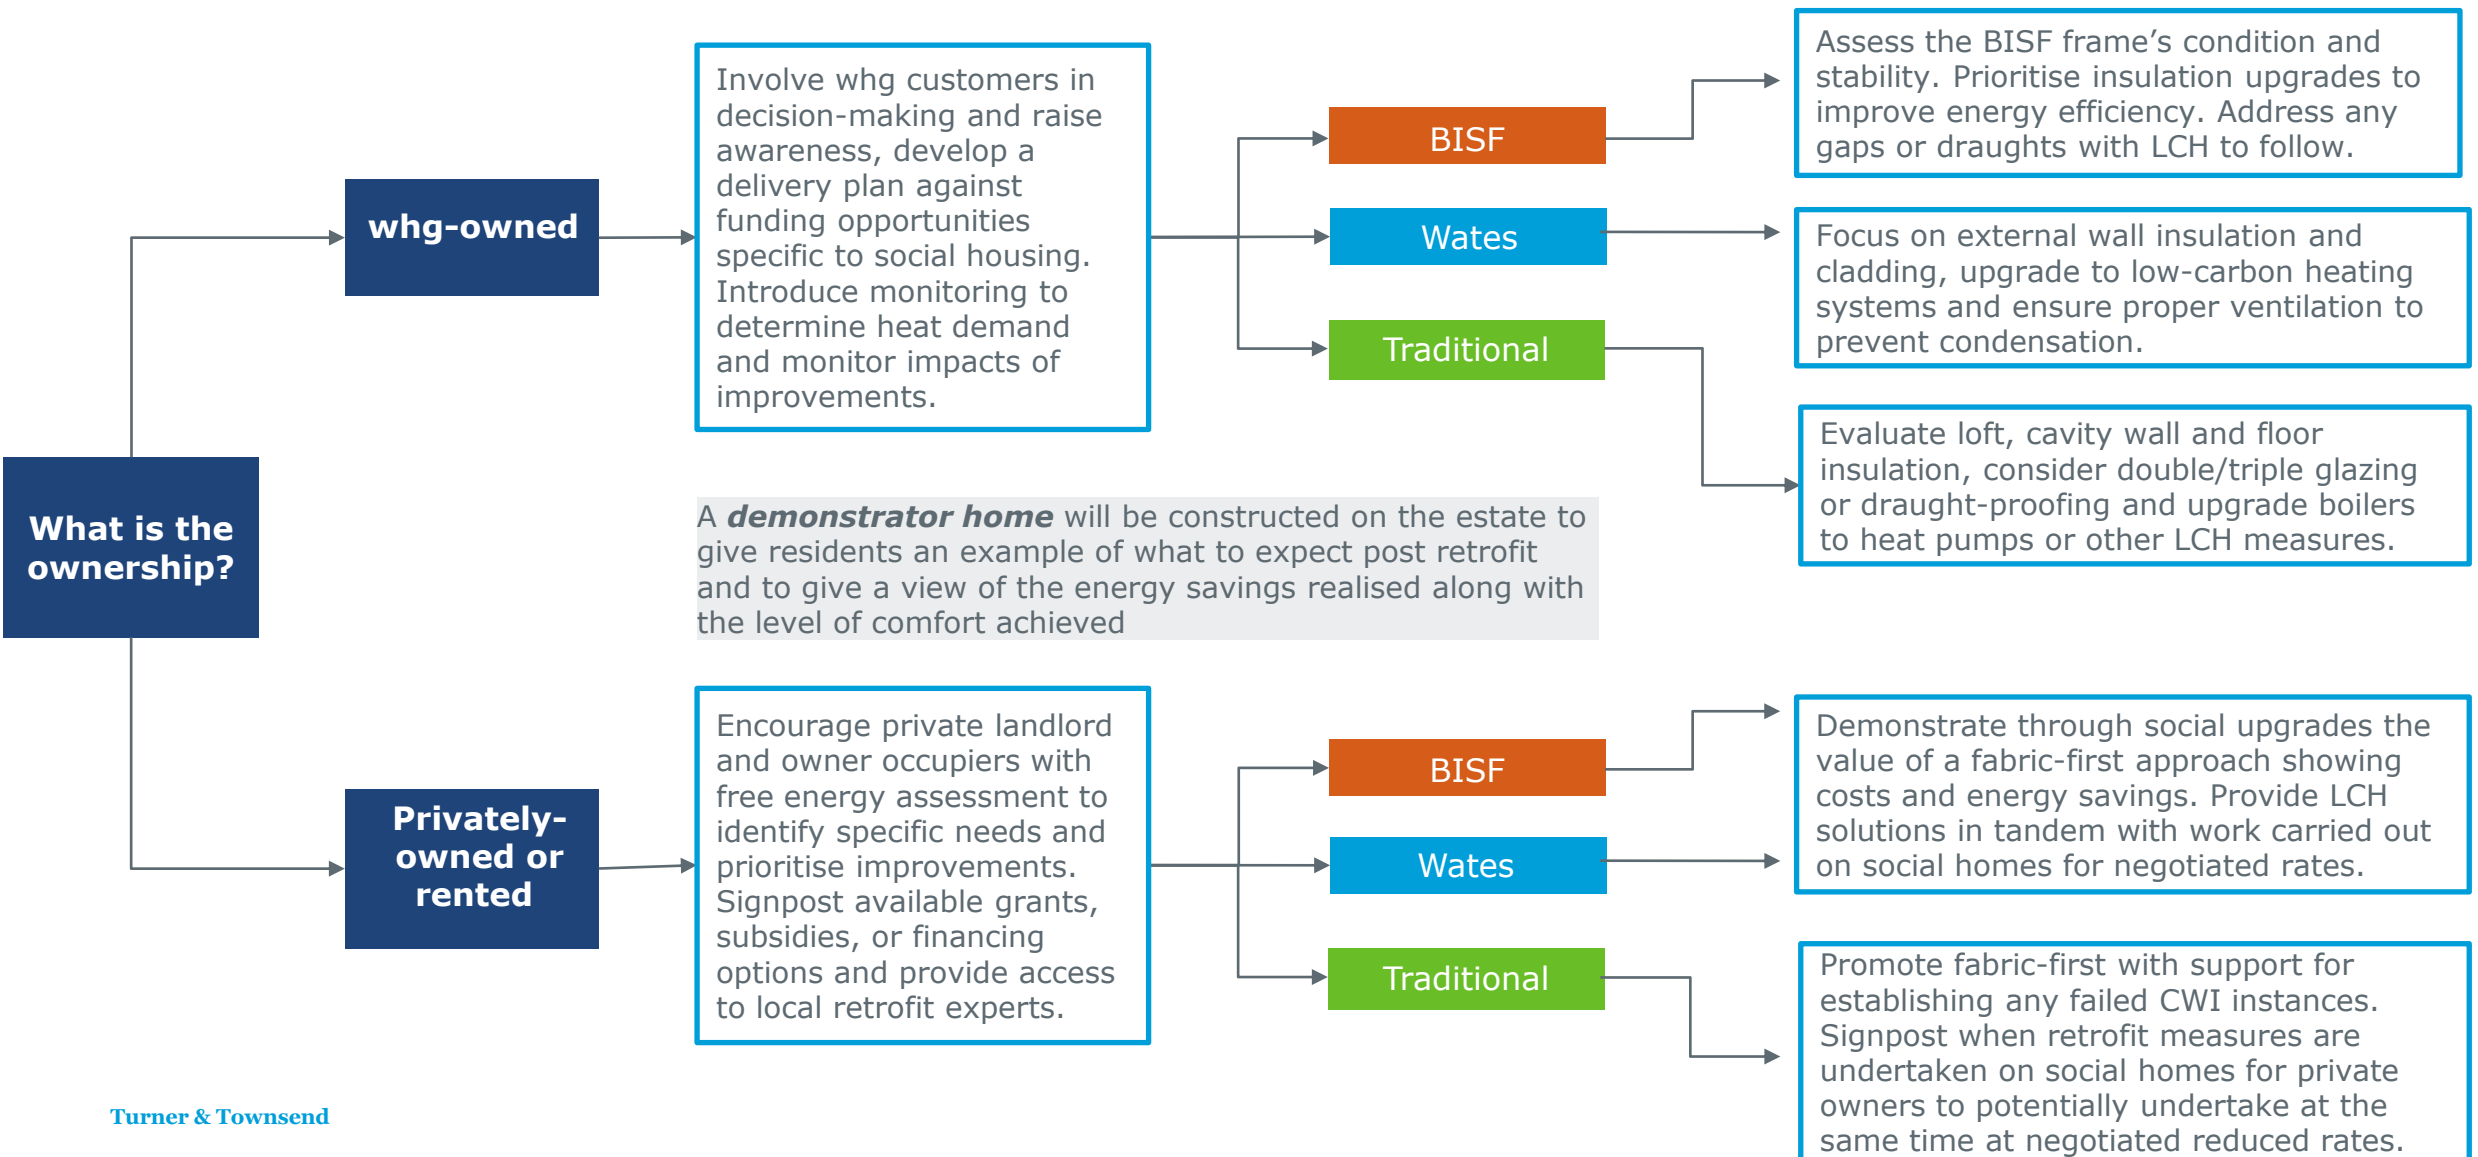 What is the
ownership?
whg-owned
Involve whg customers in
decision-making and raise
awareness, develop a
delivery plan against
funding opportunities
specific to social housing.
Introduce monitoring to
determine heat demand
and monitor impacts of
improvements.
BISF
Assess the BISF frame’s condition and
stability. Prioritise insulation upgrades to
improve energy efficiency. Address any
gaps or draughts with LCH to follow.
Wates
Focus on external wall insulation and
cladding, upgrade to low-carbon heating
systems and ensure proper ventilation to
prevent condensation.
Traditional
Evaluate loft, cavity wall and floor
insulation, consider double/triple glazing
or draught-proofing and upgrade boilers
to heat pumps or other LCH measures.
A demonstrator home will be constructed on the estate to
give residents an example of what to expect post retrofit
and to give a view of the energy savings realised along with
the level of comfort achieved
Privately-
owned or
rented
Encourage private landlord
and owner occupiers with
free energy assessment to
identify specific needs and
prioritise improvements.
Signpost available grants,
subsidies, or financing
options and provide access
to local retrofit experts.
BISF
Wates
Demonstrate through social upgrades the
value of a fabric-first approach showing
costs and energy savings. Provide LCH
solutions in tandem with work carried out
on social homes for negotiated rates.
Traditional
Promote fabric-first with support for
establishing any failed CWI instances.
Signpost when retrofit measures are
undertaken on social homes for private
owners to potentially undertake at the
same time at negotiated reduced rates.
Turner & Townsend